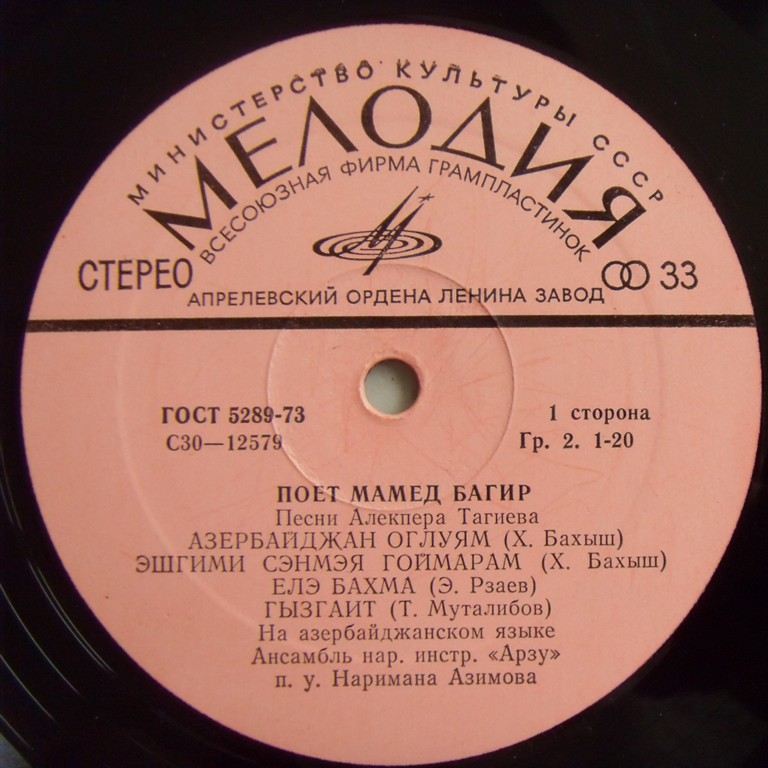 МИНИСТЕРСТВО КУЛЬТУРЫ СССР
МЕЛОДИЯ
ВСЕСОЮЗНАЯ ФИРМА ГРАМПЛАСТИНОК
СТЕРЕО
33
АПРЕЛЕВСКИЙ ОРДЕНА ЛЕНИНА ЗАВОД
ГОСТ 5289-73
1 сторона
С30—12579
Гр. 2. 1-20
ПОЕТ МАМЕД БАГИР
Песни Алекпера Тагиева
АЗЕРБАЙДЖАН ОГЛУЯМ (Х. Бахыш)
ЭШГИМИ СЭНМЭЯ ГОЙМАРАМ (Х. Бахыш)
ЕЛЭ БАХМА (Э. Рзаев)
ГЫЗГАИТ (Т. Муталибов)
На азербайджанском языке
Ансамбль нар. инстр. «Арзу»
п. у. Наримана Азимова